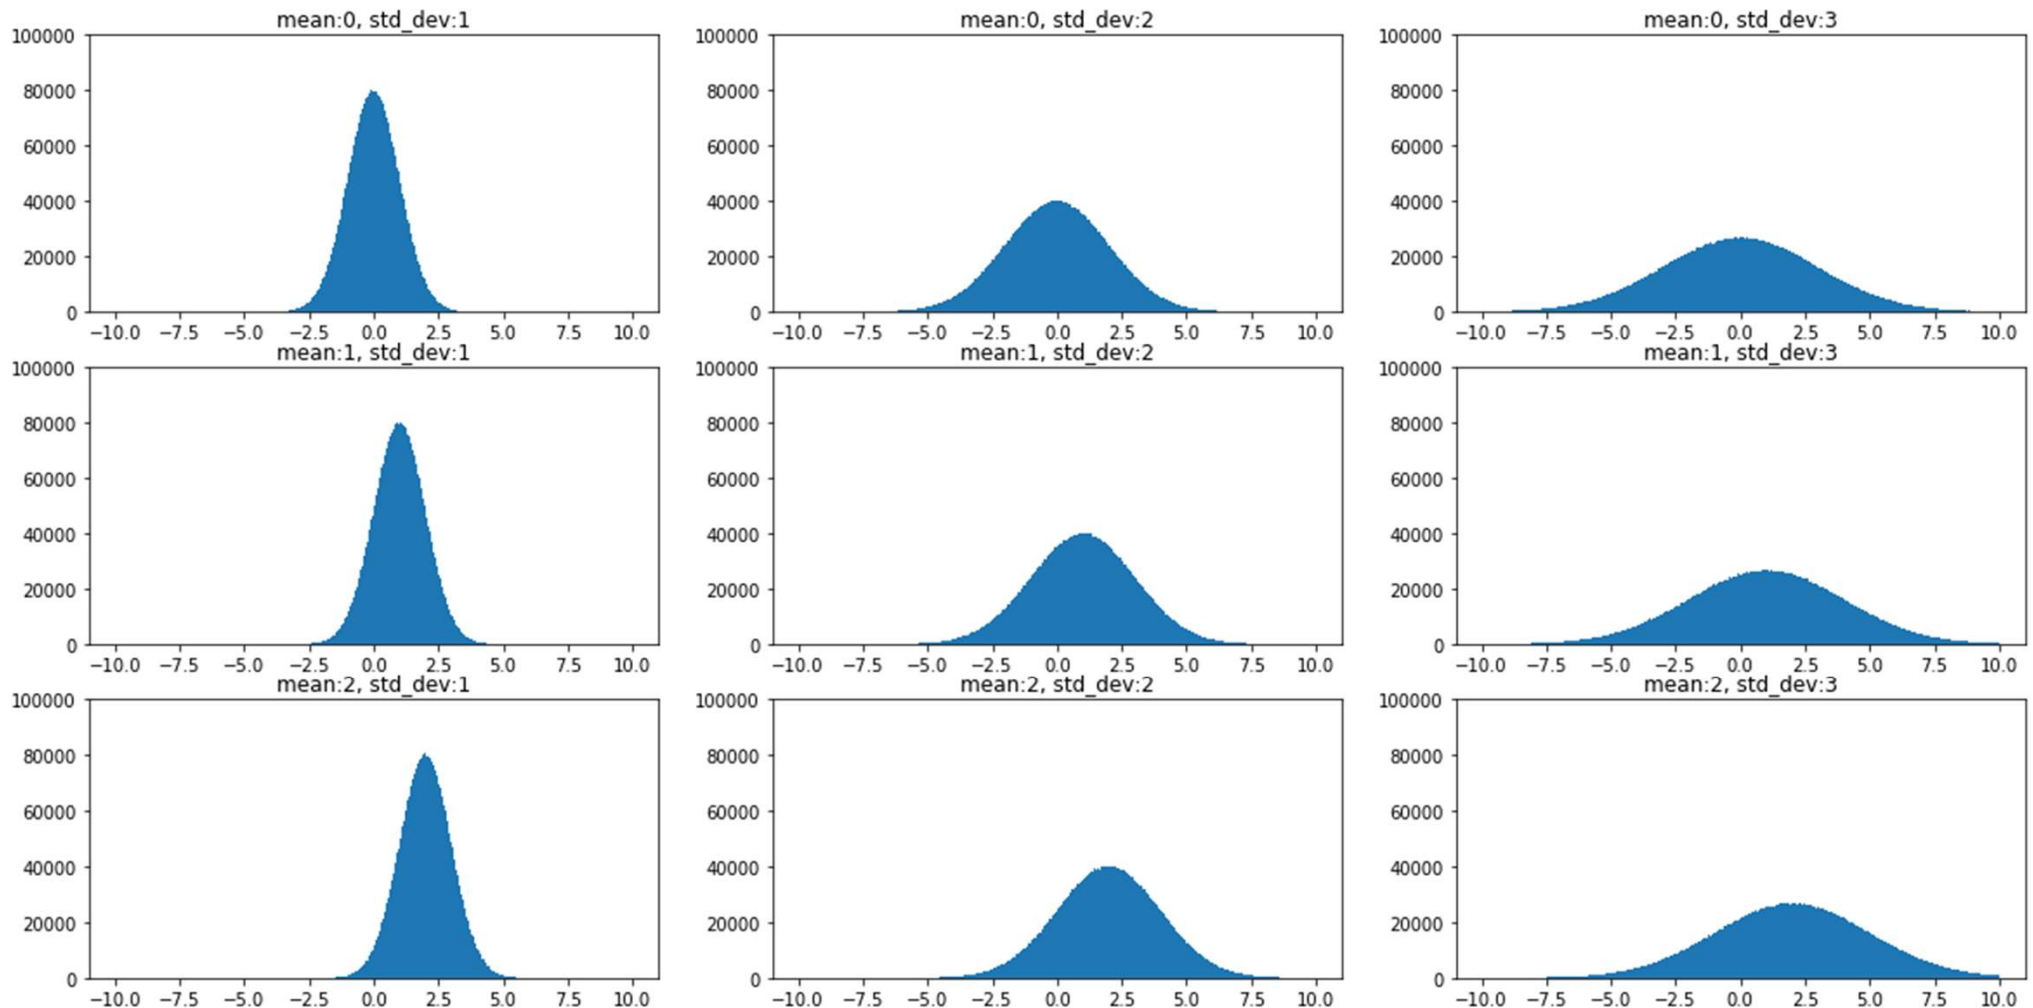 mean:0, std_dev:1 mean:0, std_dev:2 mean:0, std_dev:3
100000 100000 100000
80000 80000 80000
60000 60000 60000
40000 40000 40000
20000 20000 20000
0 0 0
−10.0 −7.5 −5.0 −2.5 0.0 2.5 5.0 7.5 10.0 −10.0 −7.5 −5.0 −2.5 0.0 2.5 5.0 7.5 10.0 −10.0 −7.5 −5.0 −2.5 0.0 2.5 5.0 7.5 10.0
mean:1, std_dev:1 mean:1, std_dev:2 mean:1, std_dev:3
100000 100000 100000
80000 80000 80000
60000 60000 60000
40000 40000 40000
20000 20000 20000
0 0 0
−10.0 −7.5 −5.0 −2.5 0.0 2.5 5.0 7.5 10.0 −10.0 −7.5 −5.0 −2.5 0.0 2.5 5.0 7.5 10.0 −10.0 −7.5 −5.0 −2.5 0.0 2.5 5.0 7.5 10.0
mean:2, std_dev:1 mean:2, std_dev:2 mean:2, std_dev:3
100000 100000 100000
80000 80000 80000
60000 60000 60000
40000 40000 40000
20000 20000 20000
0 0 0
−10.0 −7.5 −5.0 −2.5 0.0 2.5 5.0 7.5 10.0 −10.0 −7.5 −5.0 −2.5 0.0 2.5 5.0 7.5 10.0 −10.0 −7.5 −5.0 −2.5 0.0 2.5 5.0 7.5 10.0